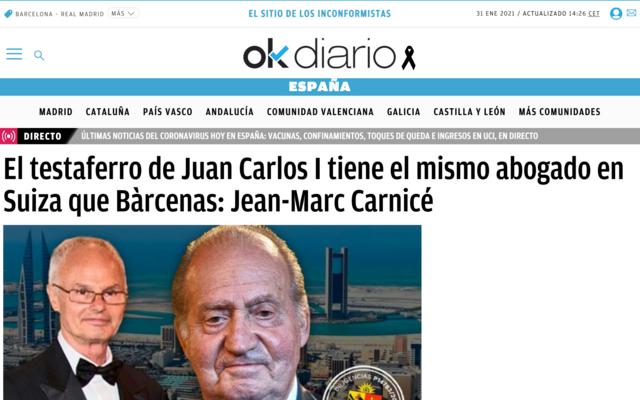 BARCELONA - REAL MADRID MÁS
EL SITIO DE LOS INCONFORMISTAS
31 ENE 2021 / ACTUALIZADO 14:26 CET
okdiario
ESPAÑA
MADRID CATALUÑA PAÍS VASCO ANDALUCÍA COMUNIDAD VALENCIANA GALICIA CASTILLA Y LEÓN MÁS COMUNIDADES
DIRECTO ÚLTIMAS NOTICIAS DEL CORONAVIRUS HOY EN ESPAÑA: VACUNAS, CONFINAMIENTOS, TOQUES DE QUEDA E INGRESOS EN UCI, EN DIRECTO
El testaferro de Juan Carlos I tiene el mismo abogado en
Suiza que Bàrcenas: Jean-Marc Carnicé
DILIGENCIAS